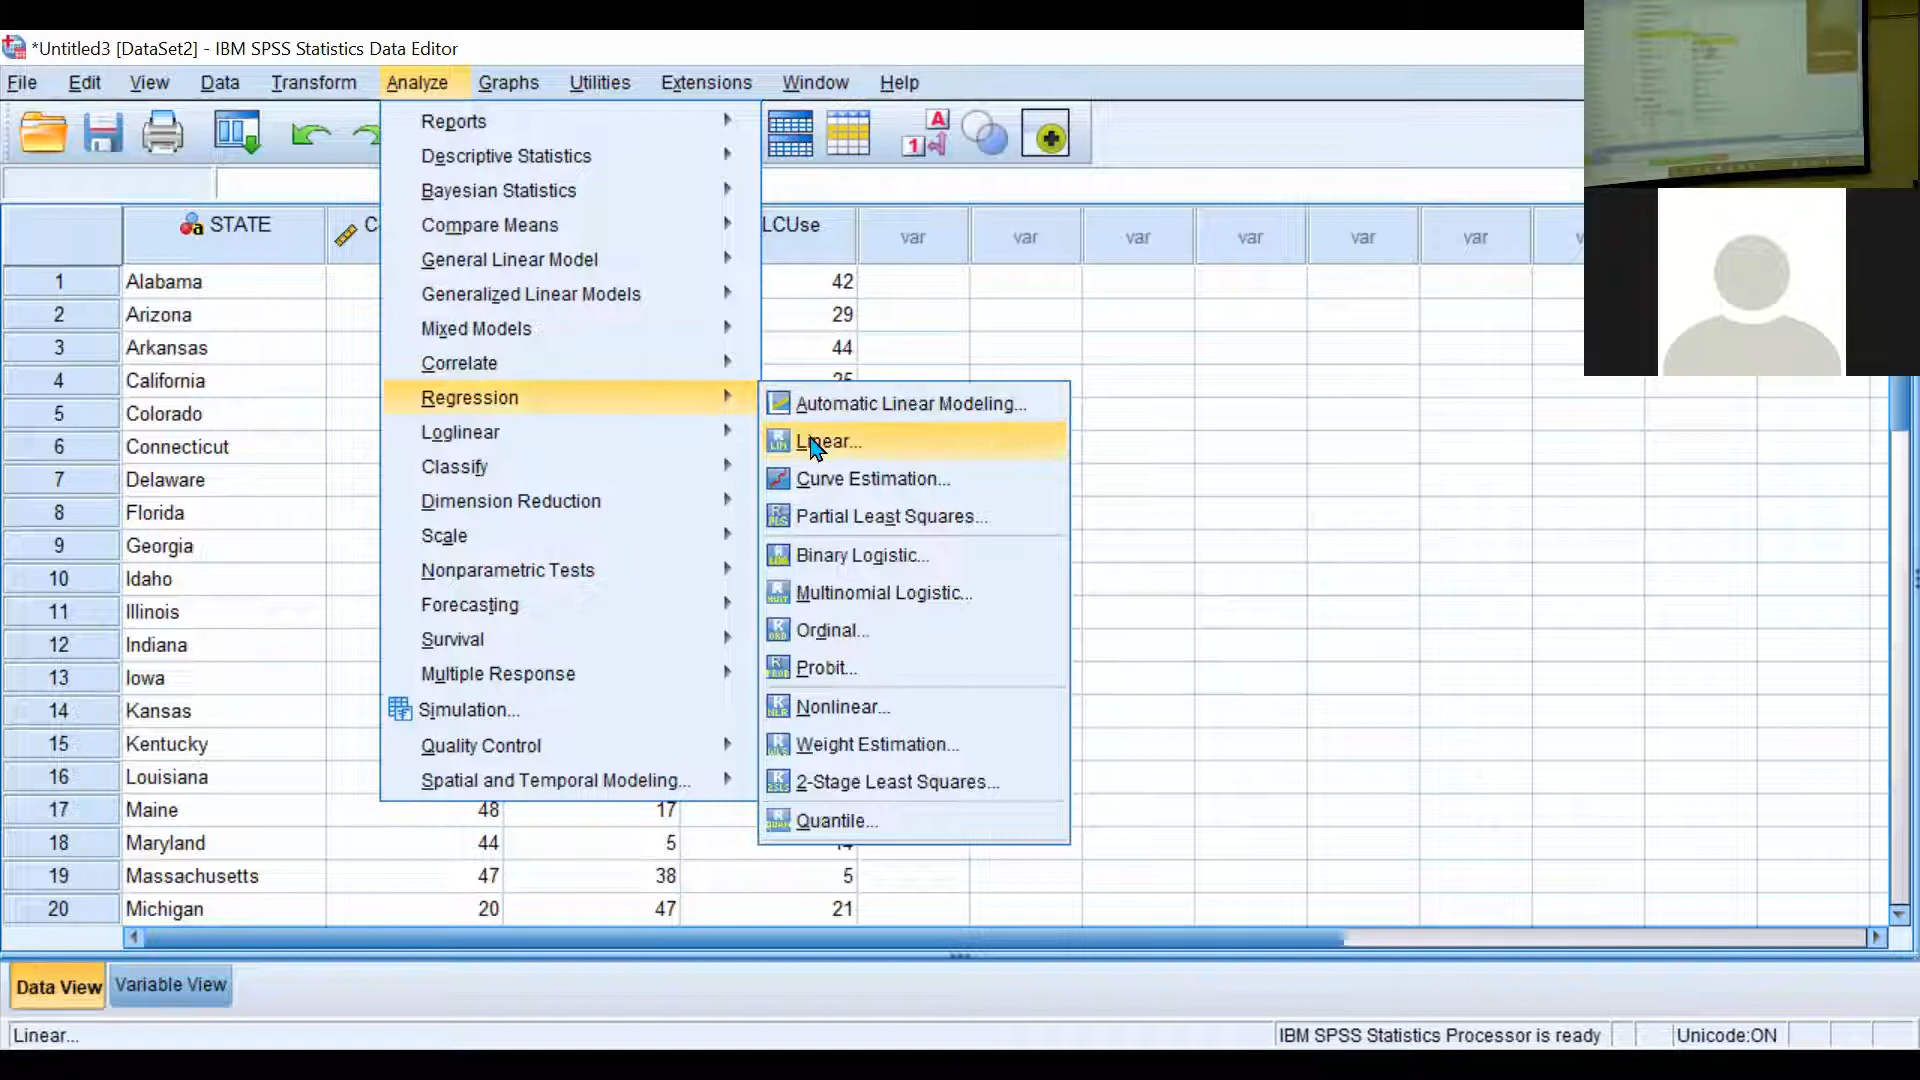 *Untitled3 [DataSet2] - IBM SPSS Statistics Data Editor
File Edit View Data Transform Analyze Graphs Utilities Extensions Window Help
STATE C LCUse var var var var var var
1 Alabama 42
2 Arizona 29
3 Arkansas 44
4 California
5 Colorado
6 Connecticut
7 Delaware
8 Florida
9 Georgia
10 Idaho
11 Illinois
12 Indiana
13 Iowa
14 Kansas
15 Kentucky
16 Louisiana
17 Maine 48 17
18 Maryland 44 5
19 Massachusetts 47 38 5
20 Michigan 20 47 21
Reports
Descriptive Statistics
Bayesian Statistics
Compare Means
General Linear Model
Generalized Linear Models
Mixed Models
Correlate
Regression
Loglinear
Classify
Dimension Reduction
Scale
Nonparametric Tests
Forecasting
Survival
Multiple Response
Simulation...
Quality Control
Spatial and Temporal Modeling...
Automatic Linear Modeling...
Linear...
Curve Estimation...
Partial Least Squares...
Binary Logistic...
Multinomial Logistic...
Ordinal...
Probit...
Nonlinear...
Weight Estimation...
2-Stage Least Squares...
Quantile...
Data View Variable View
Linear... IBM SPSS Statistics Processor is ready Unicode:ON